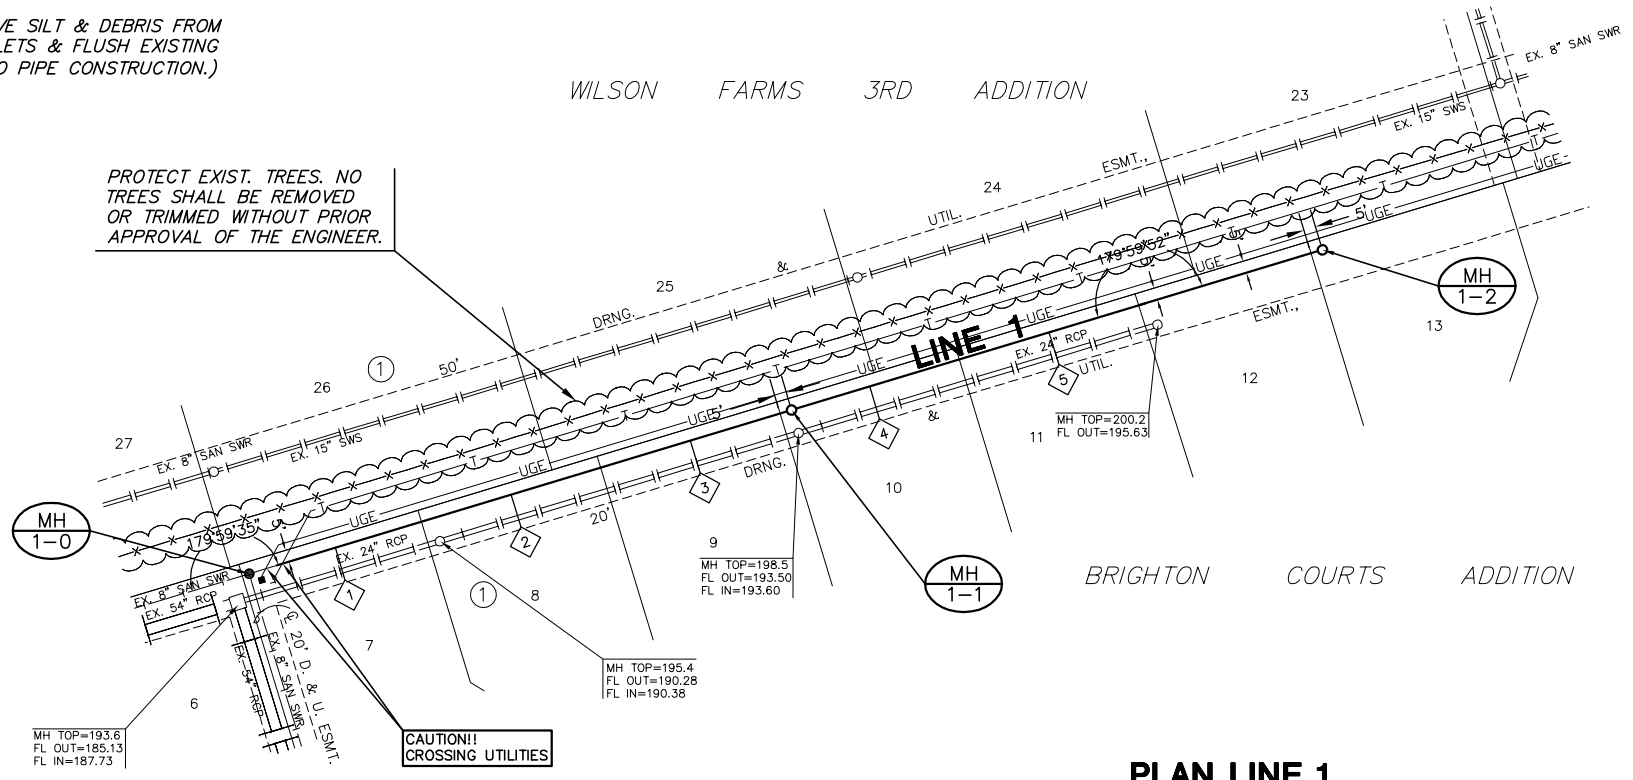 VE SILT & DEBRIS FROM
LETS & FLUSH EXISTING
O PIPE CONSTRUCTION.)
WILSON FARMS 3RD ADDITION
PROTECT EXIST. TREES. NO
TREES SHALL BE REMOVED
OR TRIMMED WITHOUT PRIOR
APPROVAL OF THE ENGINEER.
EX. 8" SAN SWR
EX. 15" SWS
23
ESMT.,
24
UTIL.
&
25
DRNG.
50'
1
26
27
EX. 8" SAN SWR
EX. 15" SWS
UGE
5'
UGE
179°59'52"
5'
5'
UGE
MH
1-2
ESMT.,
13
LINE 1
UGE
UGE
EX. 24" RCP
5
UTIL.
12
MH TOP=200.2
FL OUT=195.63
11
&
4
UGE
5'
DRNG.
3
10
UGE
20'
2
9
MH TOP=198.5
FL OUT=193.50
FL IN=193.60
MH
1-1
BRIGHTON COURTS ADDITION
MH
1-0
179°59'35"
5'
UGE
EX. 24" RCP
1
1
8
7
EX. 8" SAN SWR
EX. 54" RCP
EX. 54" RCP
EX. 8" SAN SWR
℄ 20' D. & U. ESMT.
6
MH TOP=195.4
FL OUT=190.28
FL IN=190.38
MH TOP=193.6
FL OUT=185.13
FL IN=187.73
CAUTION!!
CROSSING UTILITIES
PLAN LINE 1